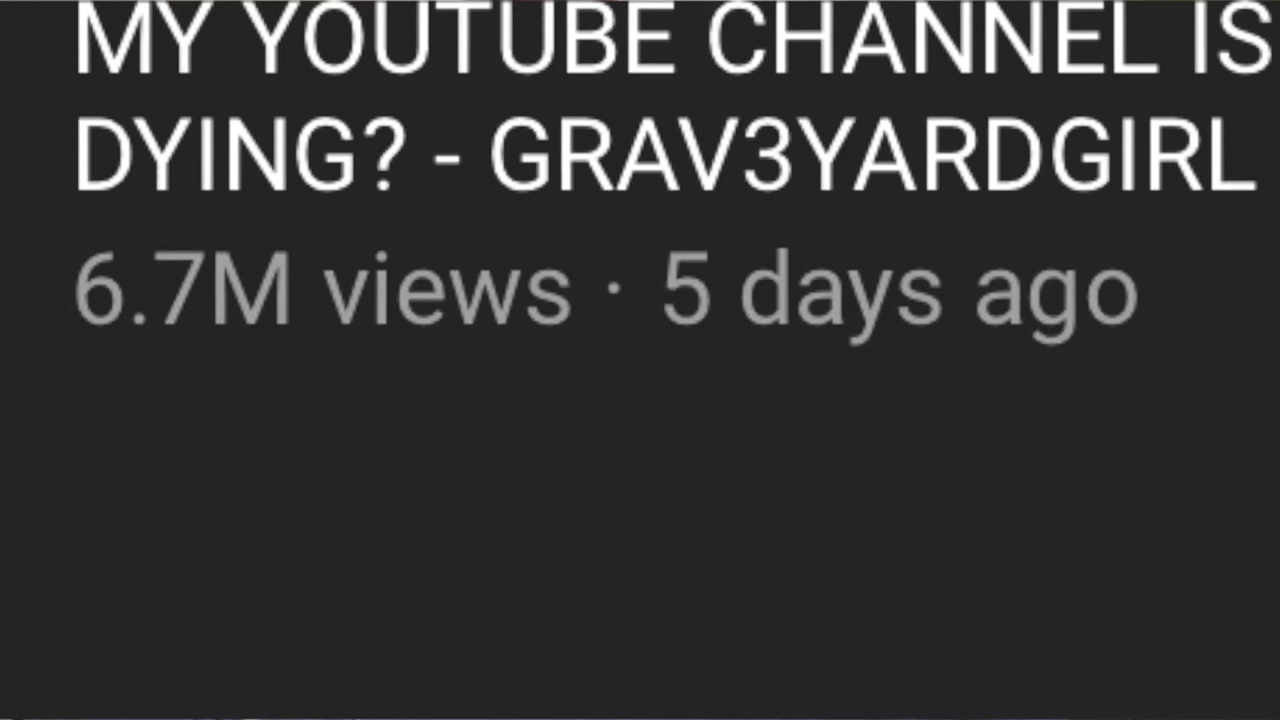 MY YOUTUBE CHANNEL IS
DYING? - GRAV3YARDGIRL
6.7M views · 5 days ago